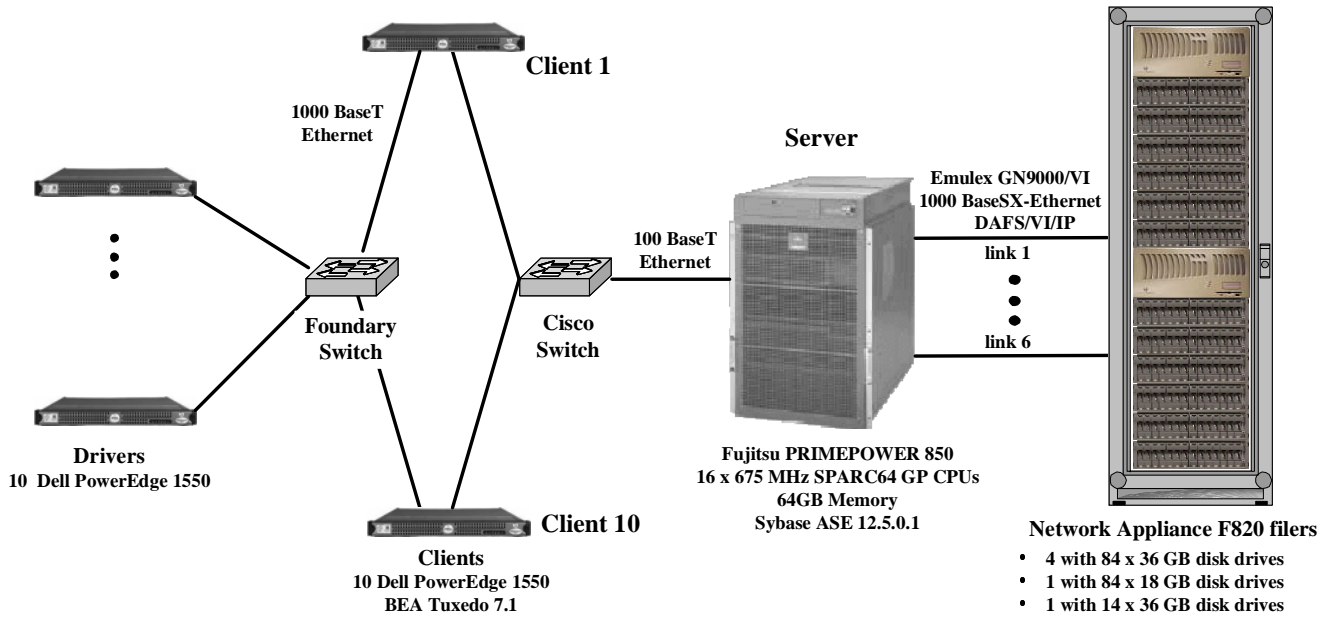 Client 1
1000 BaseT
Ethernet
Server
Emulex GN9000/VI
1000 BaseSX-Ethernet
DAFS/VI/IP
link 1
100 BaseT
Ethernet
Foundary
Switch
Cisco
Switch
link 6
Drivers
10 Dell PowerEdge 1550
Fujitsu PRIMEPOWER 850
16 x 675 MHz SPARC64 GP CPUs
64GB Memory
Sybase ASE 12.5.0.1
Client 10
Clients
10 Dell PowerEdge 1550
BEA Tuxedo 7.1
Network Appliance F820 filers
• 4 with 84 x 36 GB disk drives
• 1 with 84 x 18 GB disk drives
• 1 with 14 x 36 GB disk drives